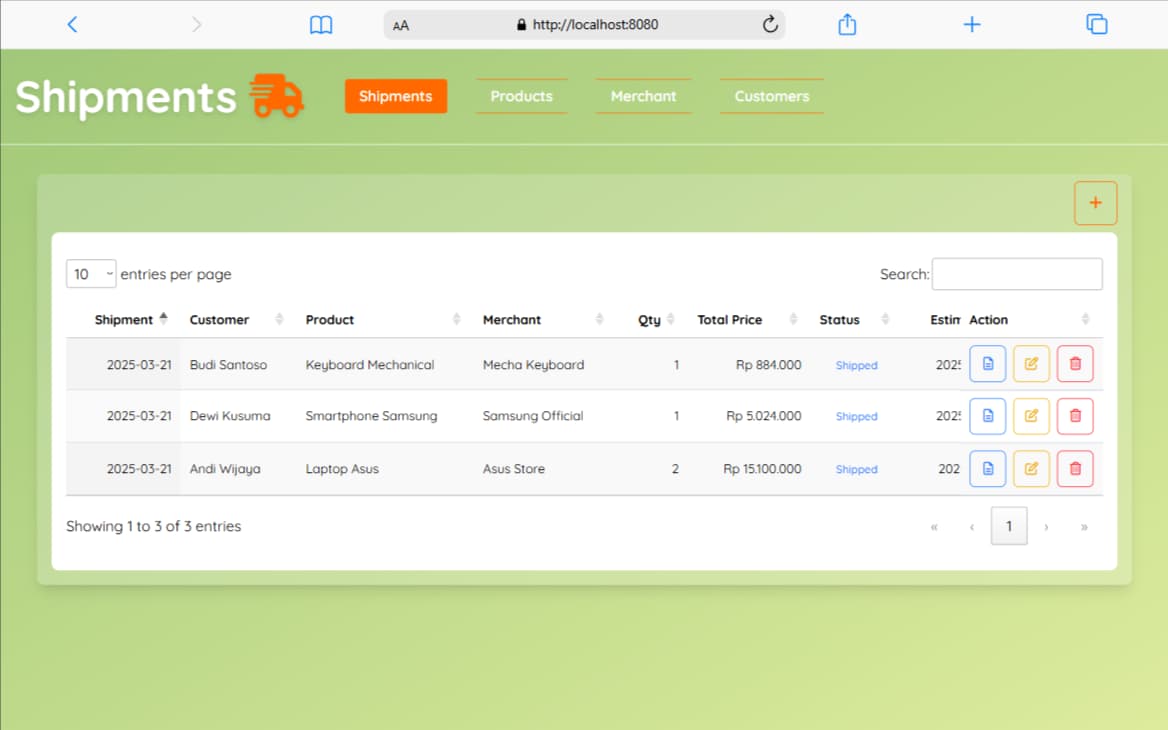 AA http://localhost:8080
Shipments Shipments Products Merchant Customers
+
10 entries per page Search:
Shipment Customer Product Merchant Qty Total Price Status Estim Action
2025-03-21 Budi Santoso Keyboard Mechanical Mecha Keyboard 1 Rp 884.000 Shipped 2025
2025-03-21 Dewi Kusuma Smartphone Samsung Samsung Official 1 Rp 5.024.000 Shipped 2025
2025-03-21 Andi Wijaya Laptop Asus Asus Store 2 Rp 15.100.000 Shipped 202
Showing 1 to 3 of 3 entries « ‹ 1 › »